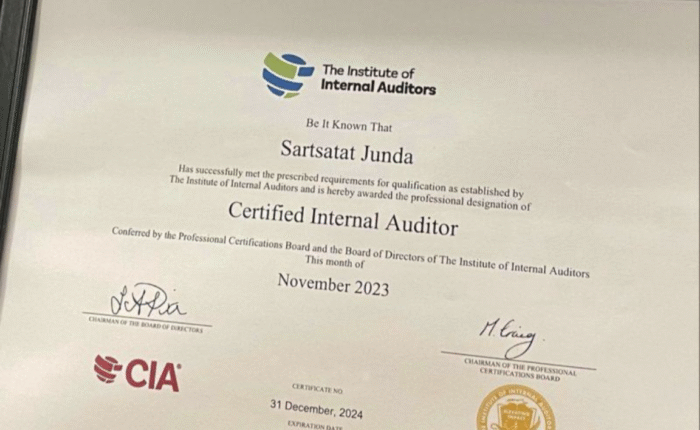 The Institute of
Internal Auditors
Be It Known That
Sartsatat Junda
Has successfully met the prescribed requirements for qualification as established by
The Institute of Internal Auditors and is hereby awarded the professional designation of
Certified Internal Auditor
Conferred by the Professional Certifications Board and the Board of Directors of The Institute of Internal Auditors
This month of
November 2023
CHAIRMAN OF THE BOARD OF DIRECTORS
M. Craig
CHAIRMAN OF THE PROFESSIONAL
CERTIFICATIONS BOARD
CIA
CERTIFICATE NO
31 December, 2024
EXPIRATION DATE
INSTITUTE OF INTERNAL